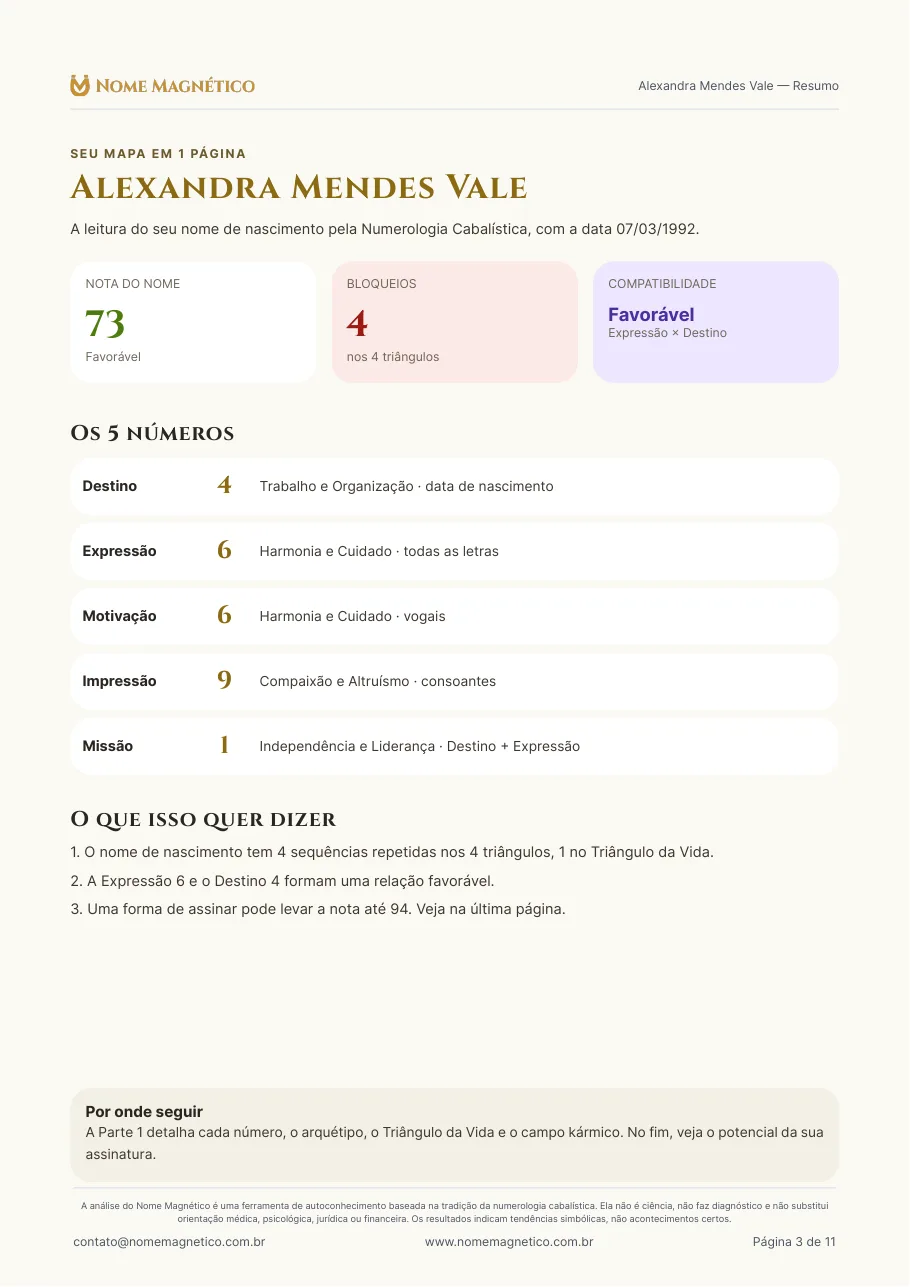 Nome Magnético
Alexandra Mendes Vale — Resumo
SEU MAPA EM 1 PÁGINA
Alexandra Mendes Vale
A leitura do seu nome de nascimento pela Numerologia Cabalística, com a data 07/03/1992.
NOTA DO NOME
73
Favorável
BLOQUEIOS
4
nos 4 triângulos
COMPATIBILIDADE
Favorável
Expressão × Destino
Os 5 números
Destino 4 Trabalho e Organização · data de nascimento
Expressão 6 Harmonia e Cuidado · todas as letras
Motivação 6 Harmonia e Cuidado · vogais
Impressão 9 Compaixão e Altruísmo · consoantes
Missão 1 Independência e Liderança · Destino + Expressão
O que isso quer dizer
1. O nome de nascimento tem 4 sequências repetidas nos 4 triângulos, 1 no Triângulo da Vida.
2. A Expressão 6 e o Destino 4 formam uma relação favorável.
3. Uma forma de assinar pode levar a nota até 94. Veja na última página.
Por onde seguir
A Parte 1 detalha cada número, o arquétipo, o Triângulo da Vida e o campo kármico. No fim, veja o potencial da sua
assinatura.
A análise do Nome Magnético é uma ferramenta de autoconhecimento baseada na tradição da numerologia cabalística. Ela não é ciência, não faz diagnóstico e não substitui
orientação médica, psicológica, jurídica ou financeira. Os resultados indicam tendências simbólicas, não acontecimentos certos.
contato@nomemagnetico.com.br
www.nomemagnetico.com.br
Página 3 de 11